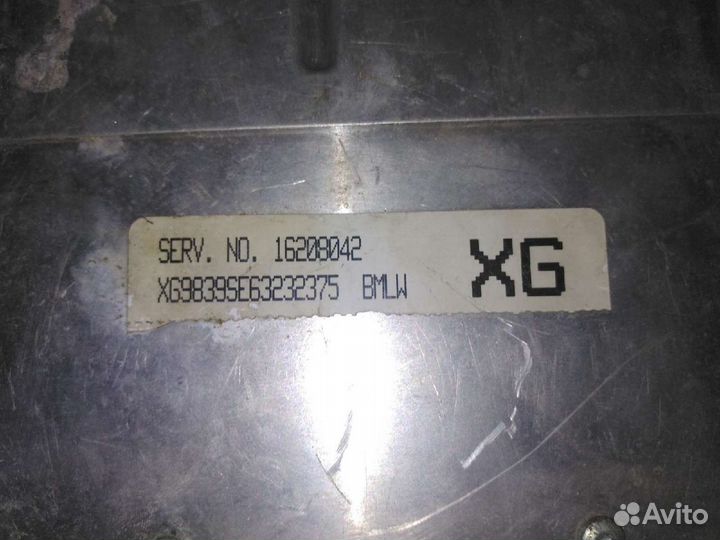 SERV. NO. 16208042
XG9839SE63232375 BMLW
XG
Avito